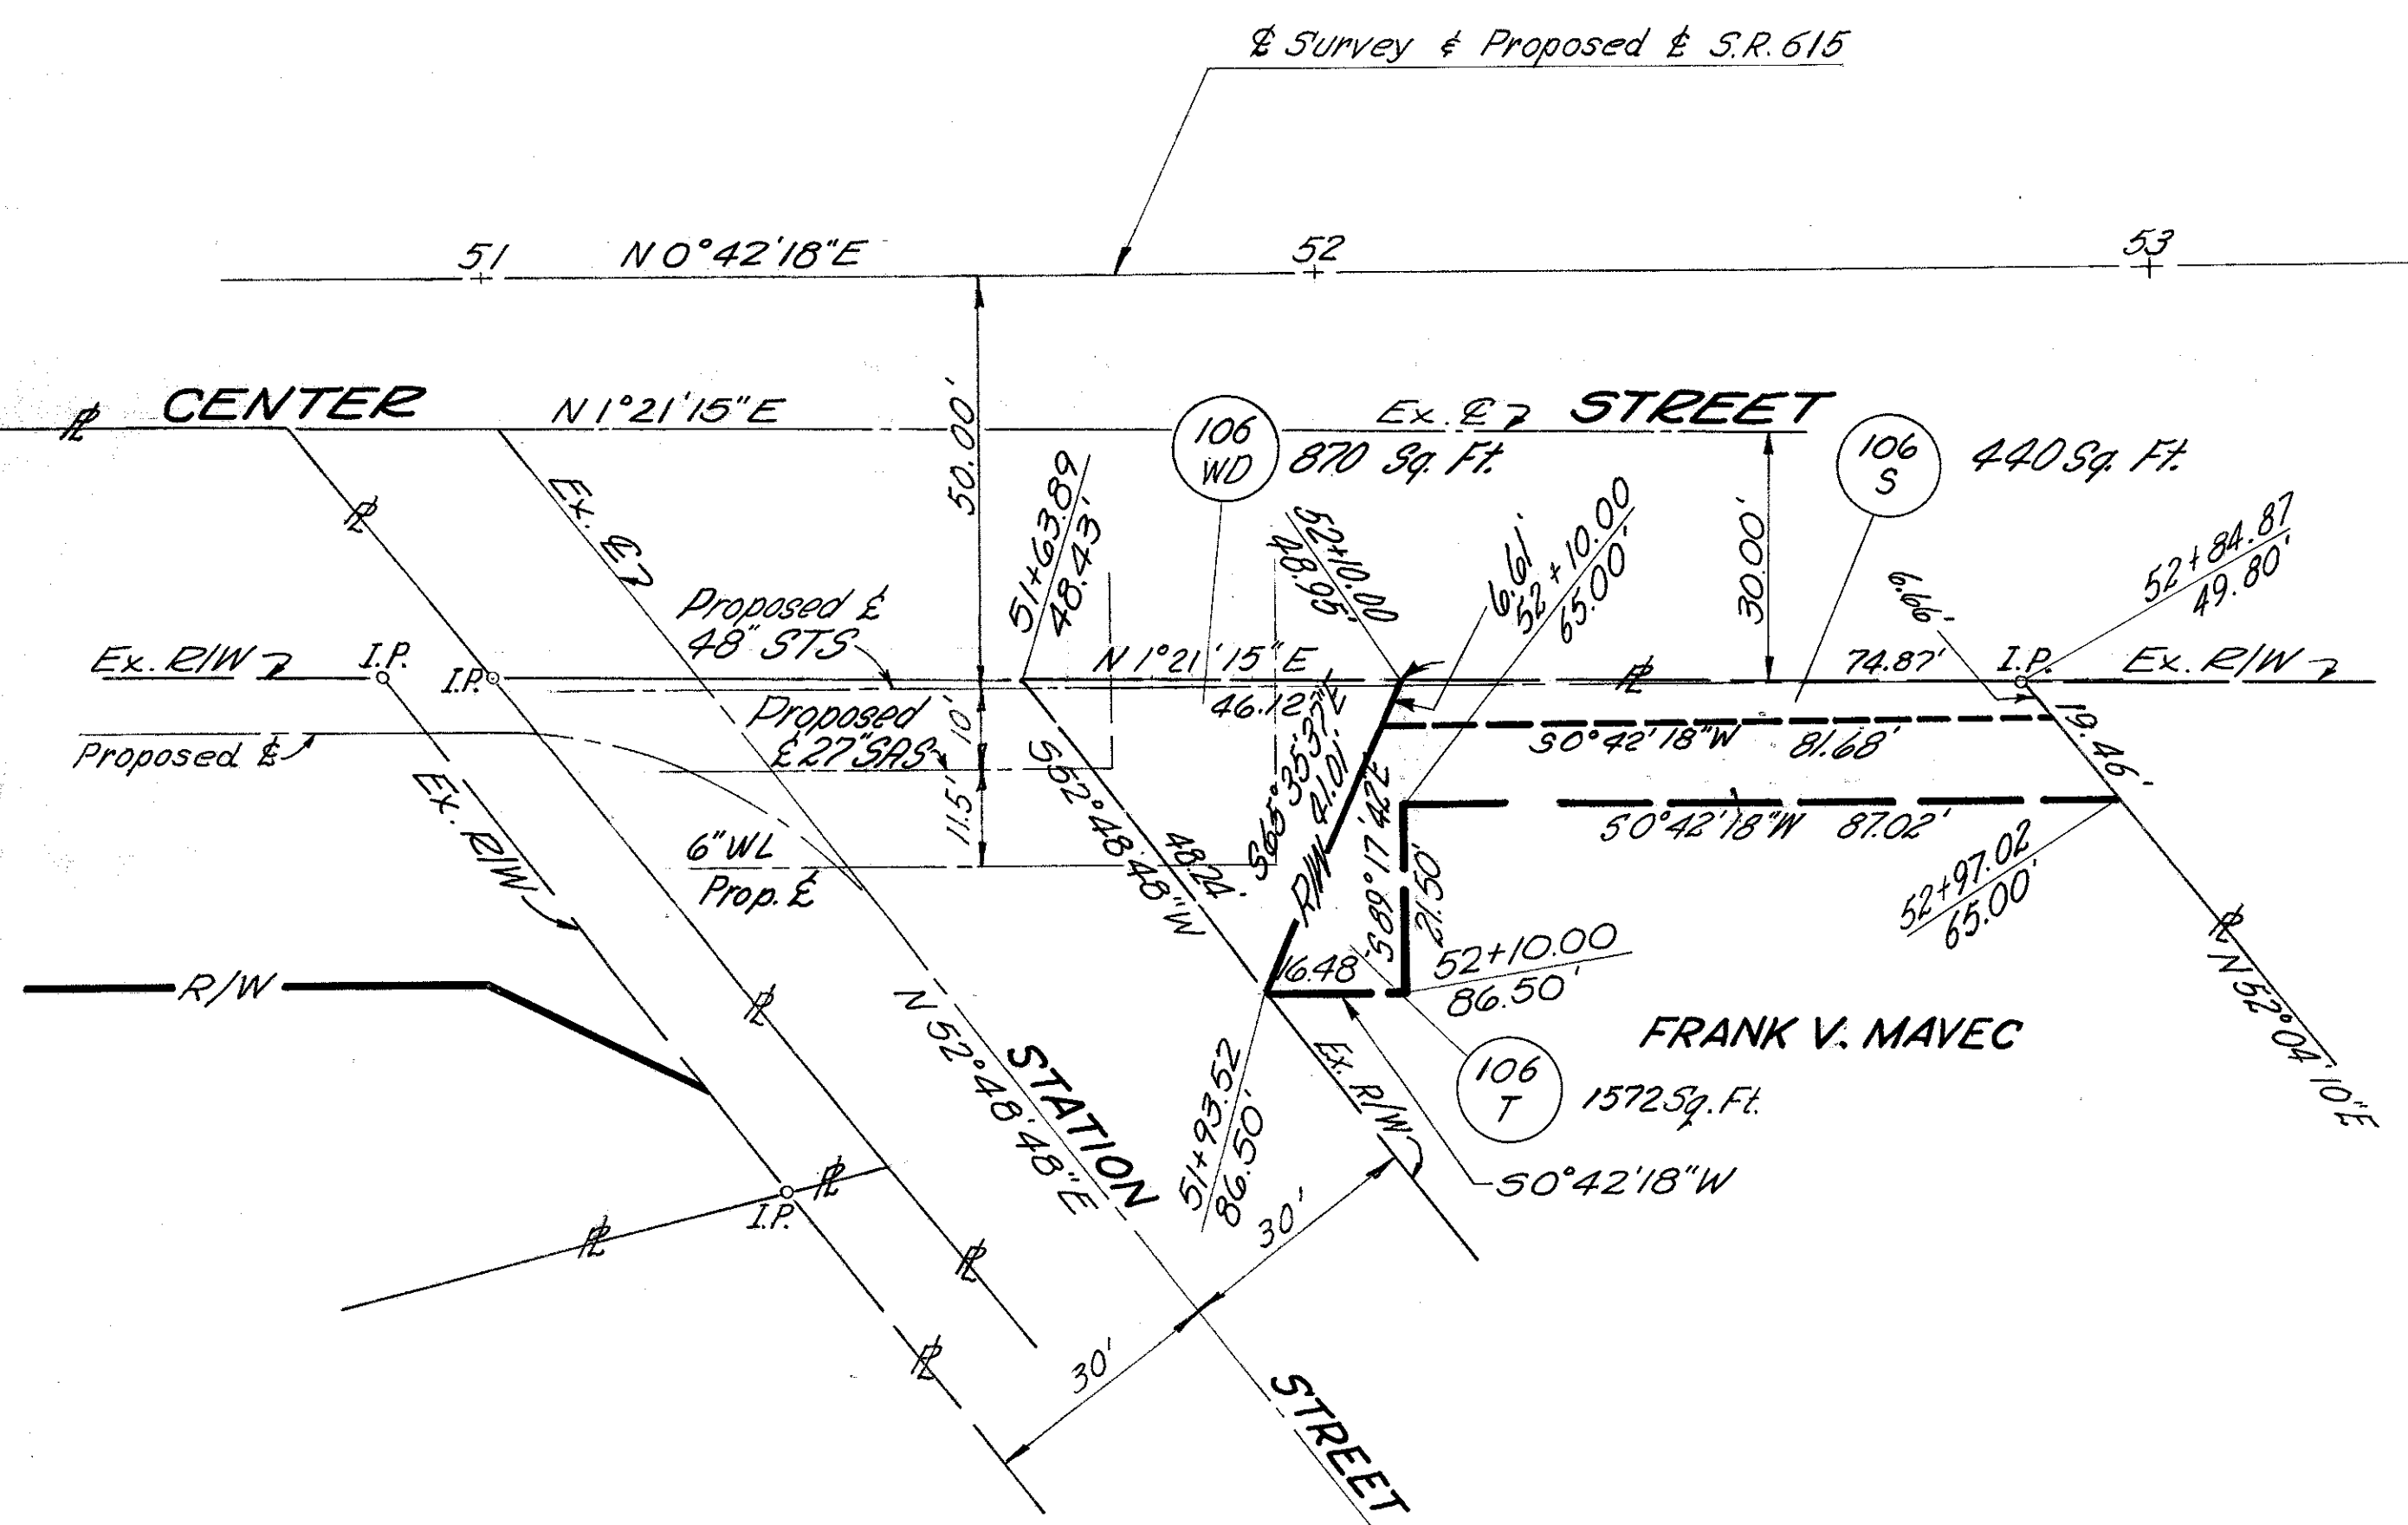 ℄ Survey & Proposed ℄ S.R. 615
51
N 0°42'18"E
52
53
CENTER
N 1°21'15"E
Ex. ℄
STREET
50.00'
106
WD
870 Sq. Ft.
106
S
440 Sq. Ft.
30.00'
Ex. ℄
51+63.89
48.43'
52+10.00
48.95'
6.61'
52+10.00
65.00'
6.66'
52+84.87
49.80'
Proposed ℄
48" STS
Ex. R/W
I.P.
I.P.
N 1°21'15"E
46.12'
℄
74.87'
I.P.
Ex. R/W
Proposed ℄
Proposed
℄ 27" SAS
10'
11.5'
S 0°42'18"W 81.68'
19.46'
S 0°42'18"W 87.02'
6" WL
Prop. ℄
S52°48'48"W
48.24'
S65°35'37"E
R/W 41.01'
S89°17'42"E
21.50'
Ex. R/W
R/W
16.48'
52+10.00
86.50'
52+97.02
65.00'
N52°04'10"E
FRANK V. MAVEC
106
T
1572 Sq. Ft.
N 52°48'48"E
STATION
51+93.52
86.50'
Ex. R/W
S 0°42'18"W
I.P.
30'
30'
STREET